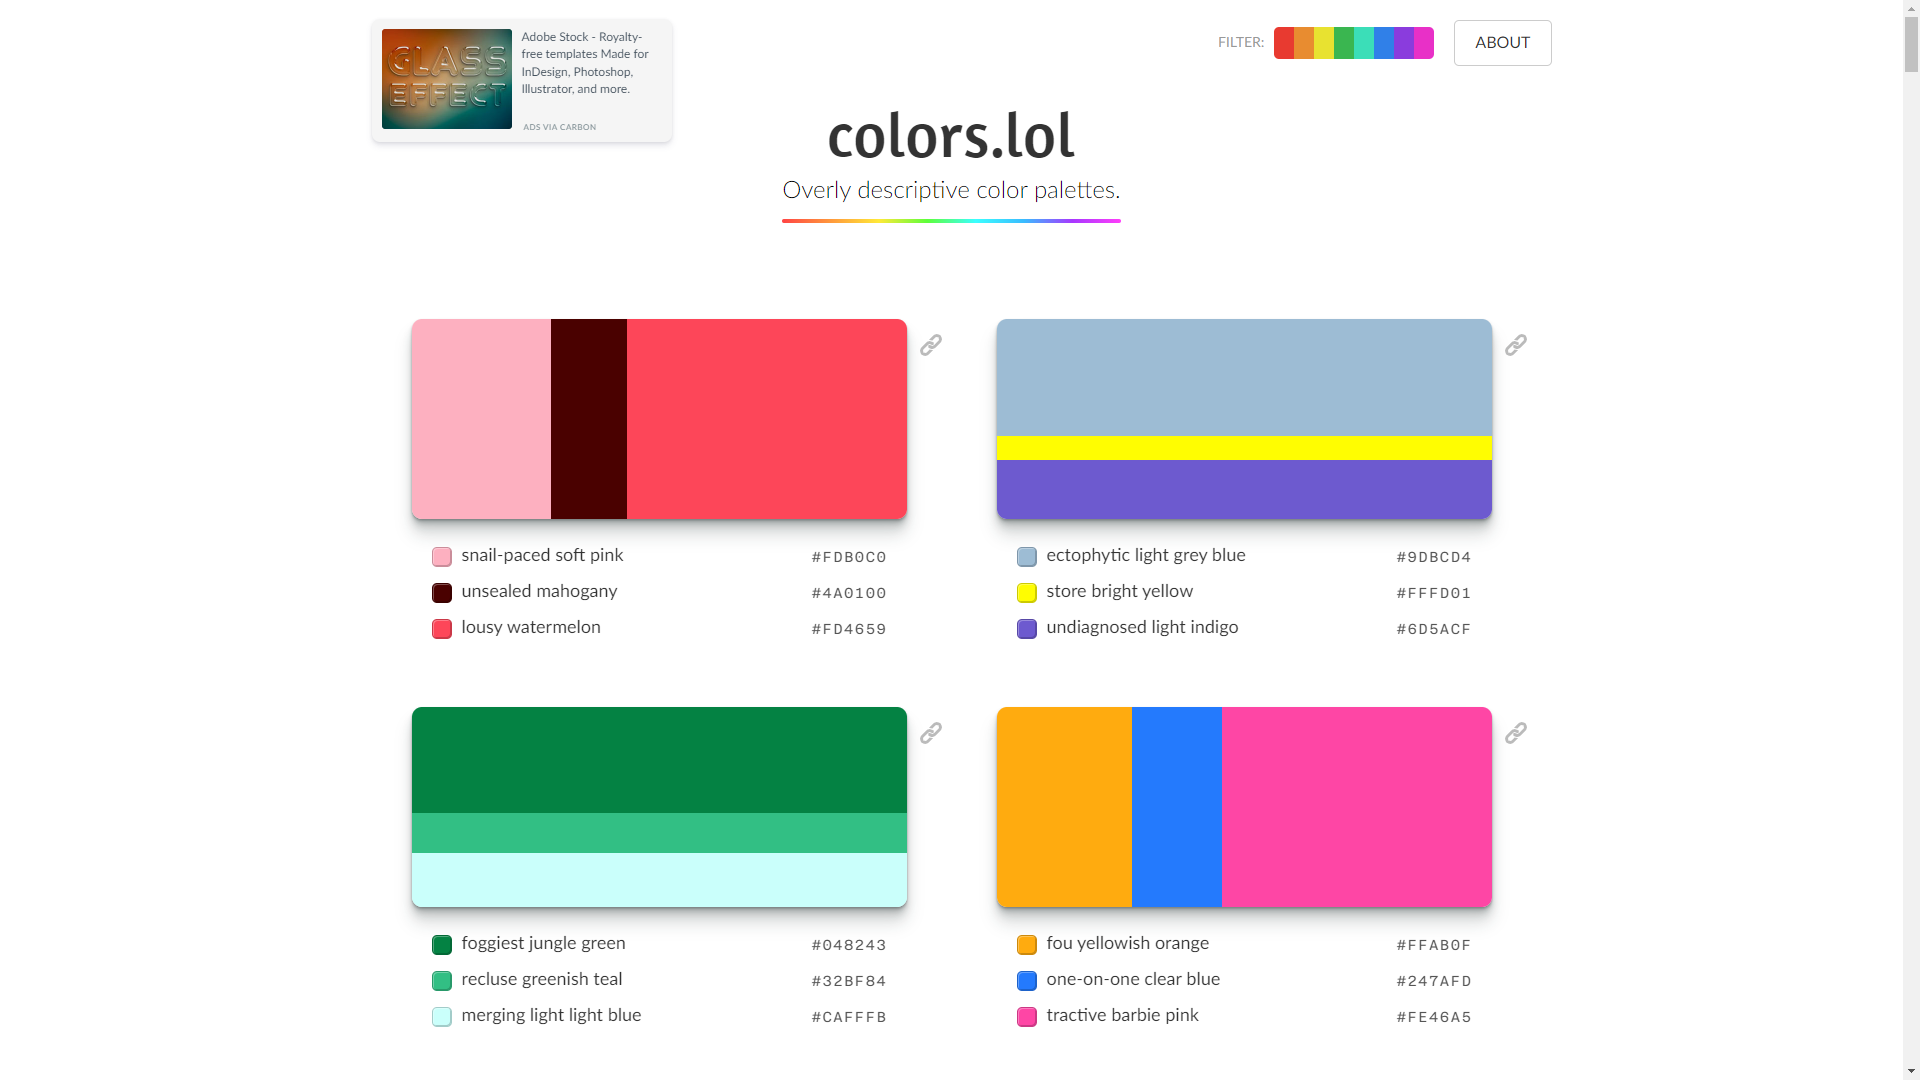 GLASS
EFFECT
Adobe Stock - Royalty-
free templates Made for
InDesign, Photoshop,
Illustrator, and more.
ADS VIA CARBON
FILTER:
ABOUT
colors.lol
Overly descriptive color palettes.
snail-paced soft pink #FDB0C0
unsealed mahogany #4A0100
lousy watermelon #FD4659
ectophytic light grey blue #9DBCD4
store bright yellow #FFFD01
undiagnosed light indigo #6D5ACF
foggiest jungle green #048243
recluse greenish teal #32BF84
merging light light blue #CAFFFB
fou yellowish orange #FFAB0F
one-on-one clear blue #247AFD
tractive barbie pink #FE46A5